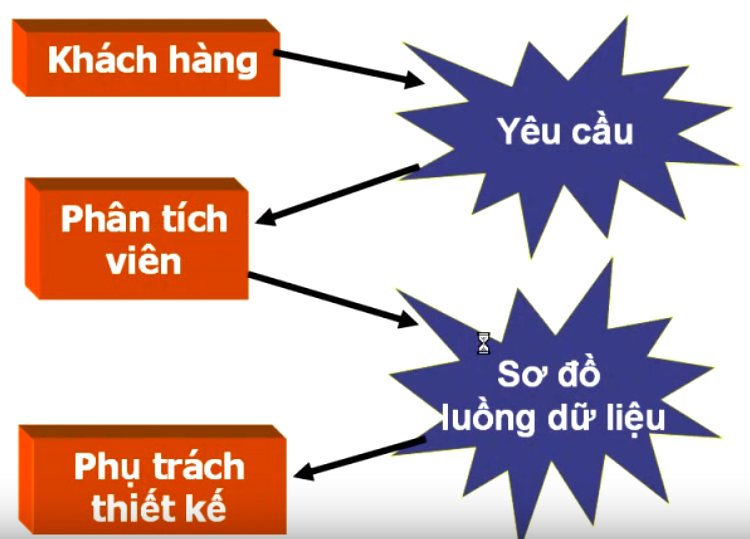 Khách hàng
Yêu cầu
Phân tích
viên
Sơ đồ
luồng dữ liệu
Phụ trách
thiết kế